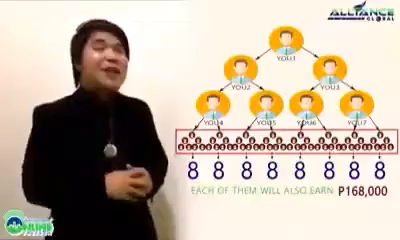 ALLIANCE
GLOBAL
YOU1
YOU2 YOU3
YOU4 YOU5 YOU6 YOU7
8 8 8 8 8 8 8 8
EACH OF THEM WILL ALSO EARN P168,000
ONLINE